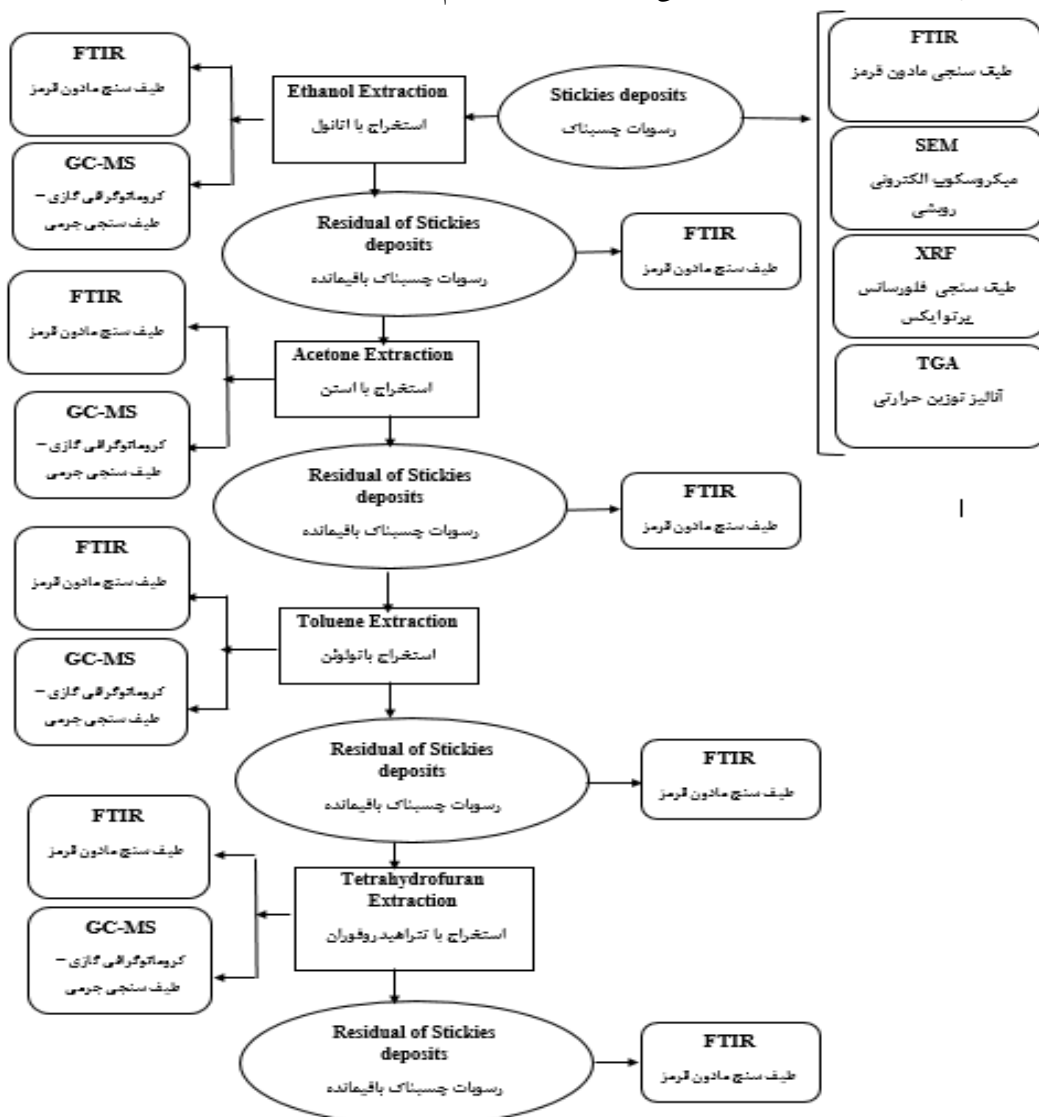 FTIR
طیف سنج مادون قرمز
GC-MS
کروماتوگرافی گازی –
طیف سنجی جرمی
Ethanol Extraction
استخراج با اتانول
Stickies deposits
رسوبات چسبناک
FTIR
طیف سنجی مادون قرمز
SEM
میکروسکوپ الکترونی
روبشی
XRF
طیف سنجی فلورسانس
پرتو ایکس
TGA
آنالیز توزین حرارتی
Residual of Stickies
deposits
رسوبات چسبناک باقیمانده
FTIR
طیف سنج مادون قرمز
FTIR
طیف سنج مادون قرمز
GC-MS
کروماتوگرافی گازی –
طیف سنجی جرمی
Acetone Extraction
استخراج با استن
Residual of Stickies
deposits
رسوبات چسبناک باقیمانده
FTIR
طیف سنج مادون قرمز
FTIR
طیف سنج مادون قرمز
GC-MS
کروماتوگرافی گازی –
طیف سنجی جرمی
Toluene Extraction
استخراج باتولوئن
Residual of Stickies
deposits
رسوبات چسبناک باقیمانده
FTIR
طیف سنج مادون قرمز
FTIR
طیف سنج مادون قرمز
GC-MS
کروماتوگرافی گازی –
طیف سنجی جرمی
Tetrahydrofuran
Extraction
استخراج با تتراهیدروفوران
Residual of Stickies
deposits
رسوبات چسبناک باقیمانده
FTIR
طیف سنج مادون قرمز